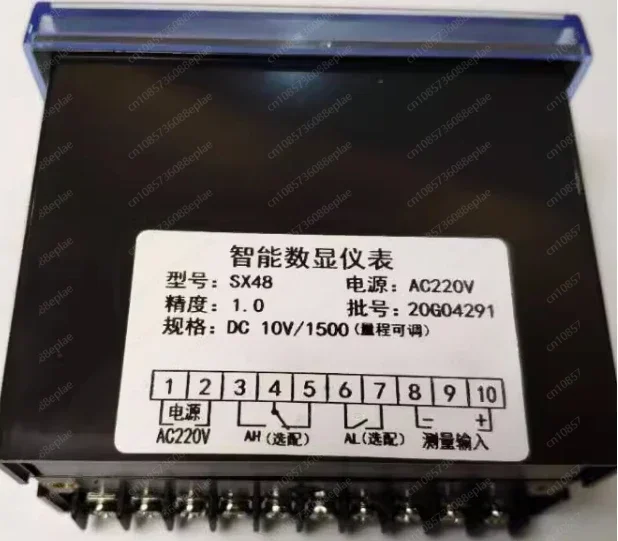 智能数显仪表
型号: SX48 电源: AC220V
精度: 1.0 批号: 20G04291
规格: DC 10V/1500 (量程可调)
1 2 3 4 5 6 7 8 9 10
电源 - +
AC220V AH (选配) AL(选配) 测量输入
cn1085736088eplae